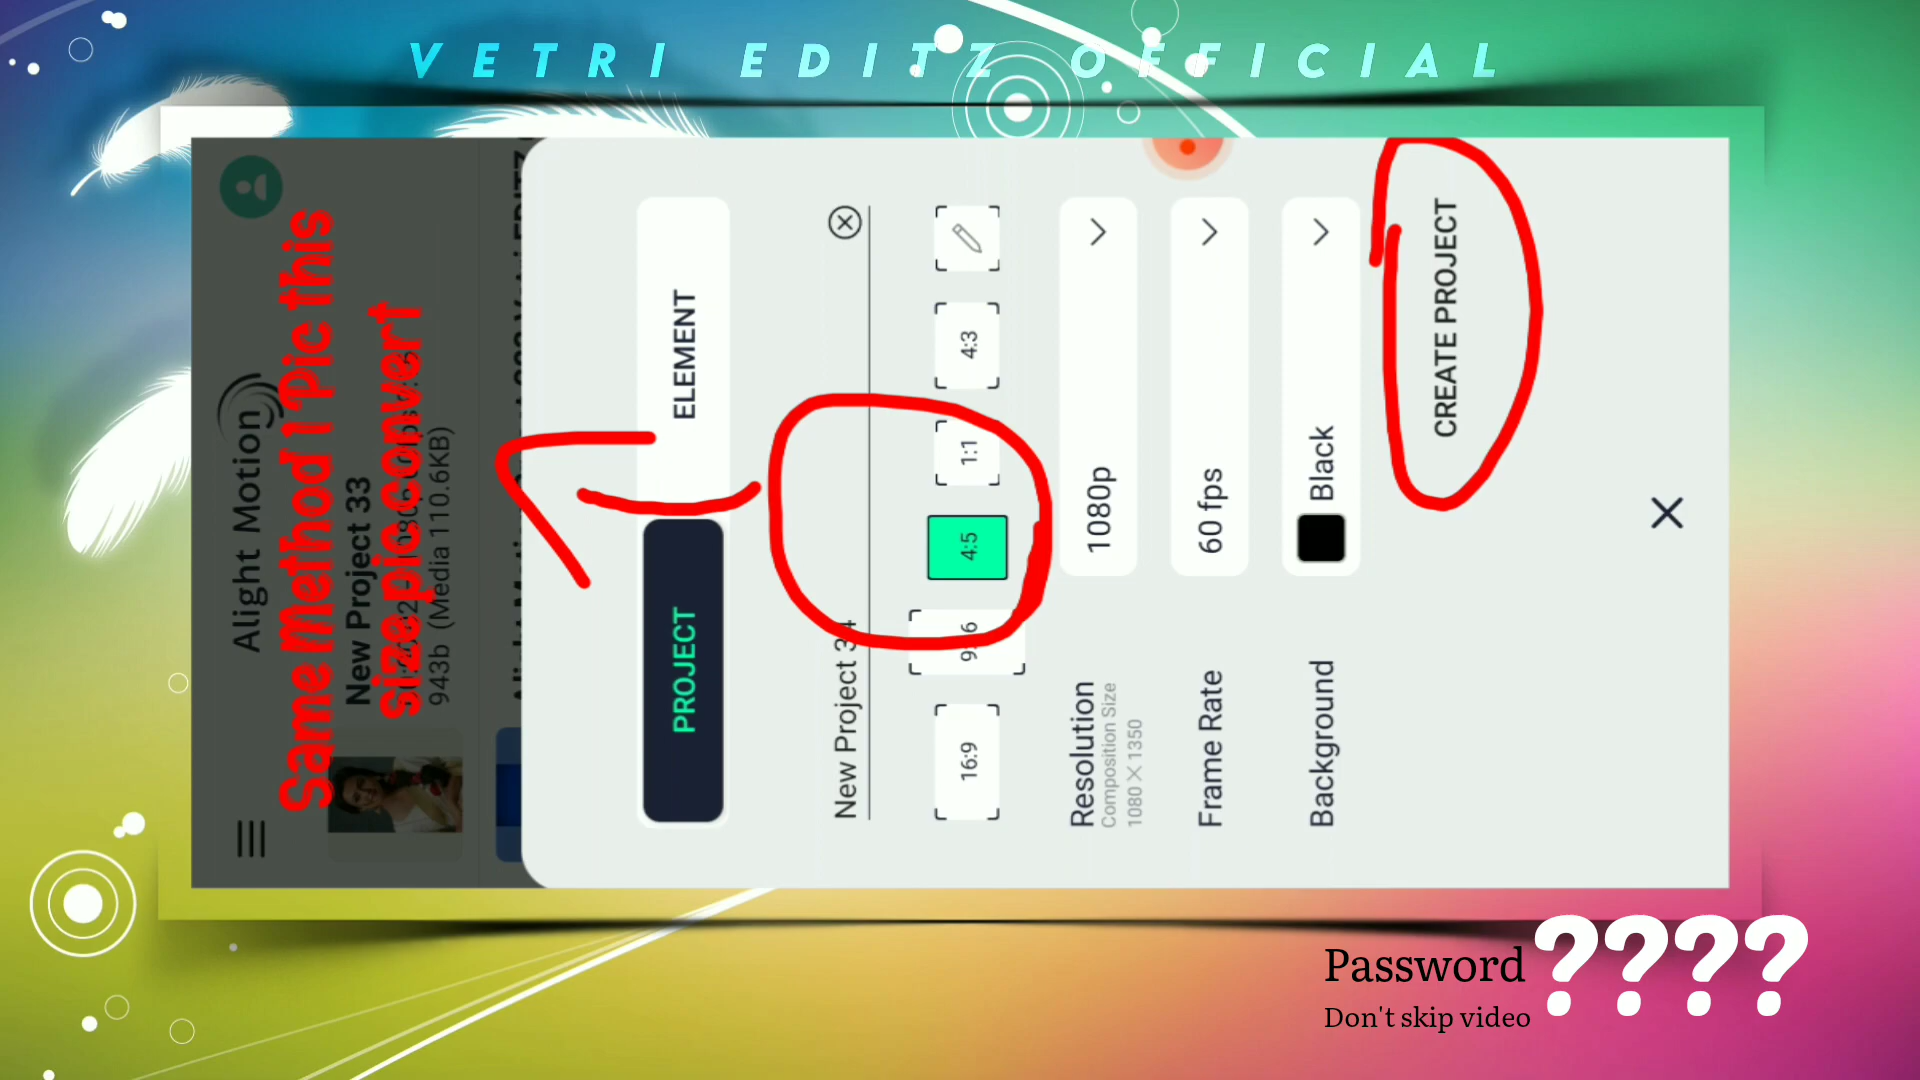 VETRI EDITZ OFFICIAL
Alight Motion
Same Method 1 Pic this
size pic convert
New Project 33
943b (Media 110.6KB)
PROJECT
ELEMENT
New Project 34
16:9
4:5
1:1
4:3
Resolution
Composition Size
1080 X 1350
1080p
Frame Rate
60 fps
Background
Black
CREATE PROJECT
Password ????
Don't skip video